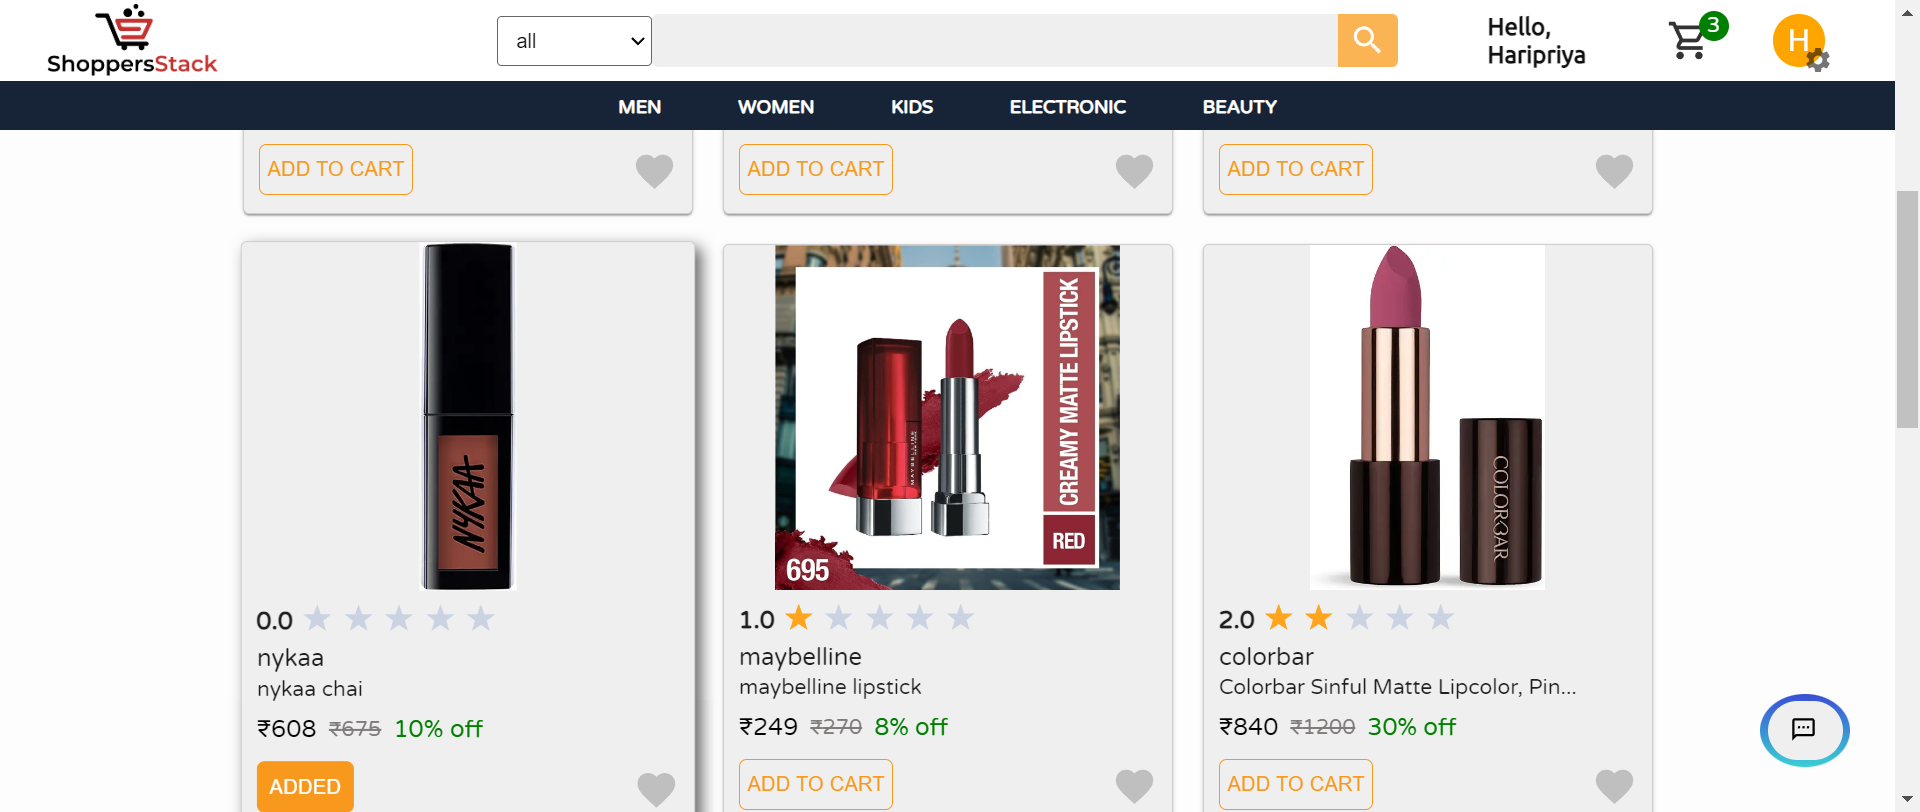 ShoppersStack
all
Hello,
Haripriya
3
H
MEN WOMEN KIDS ELECTRONIC BEAUTY
ADD TO CART ADD TO CART ADD TO CART
NYKAA
MAYBELLINE
CREAMY MATTE LIPSTICK
RED
695
COLORBAR
0.0
nykaa
nykaa chai
₹608 ₹675 10% off
ADDED
1.0
maybelline
maybelline lipstick
₹249 ₹270 8% off
ADD TO CART
2.0
colorbar
Colorbar Sinful Matte Lipcolor, Pin...
₹840 ₹1200 30% off
ADD TO CART